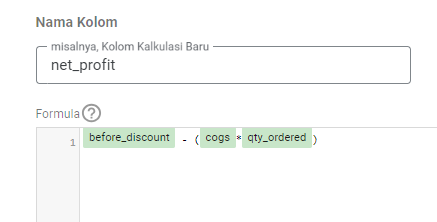 Nama Kolom
misalnya, Kolom Kalkulasi Baru
net_profit
Formula ?
1 before_discount - ( cogs * qty_ordered )